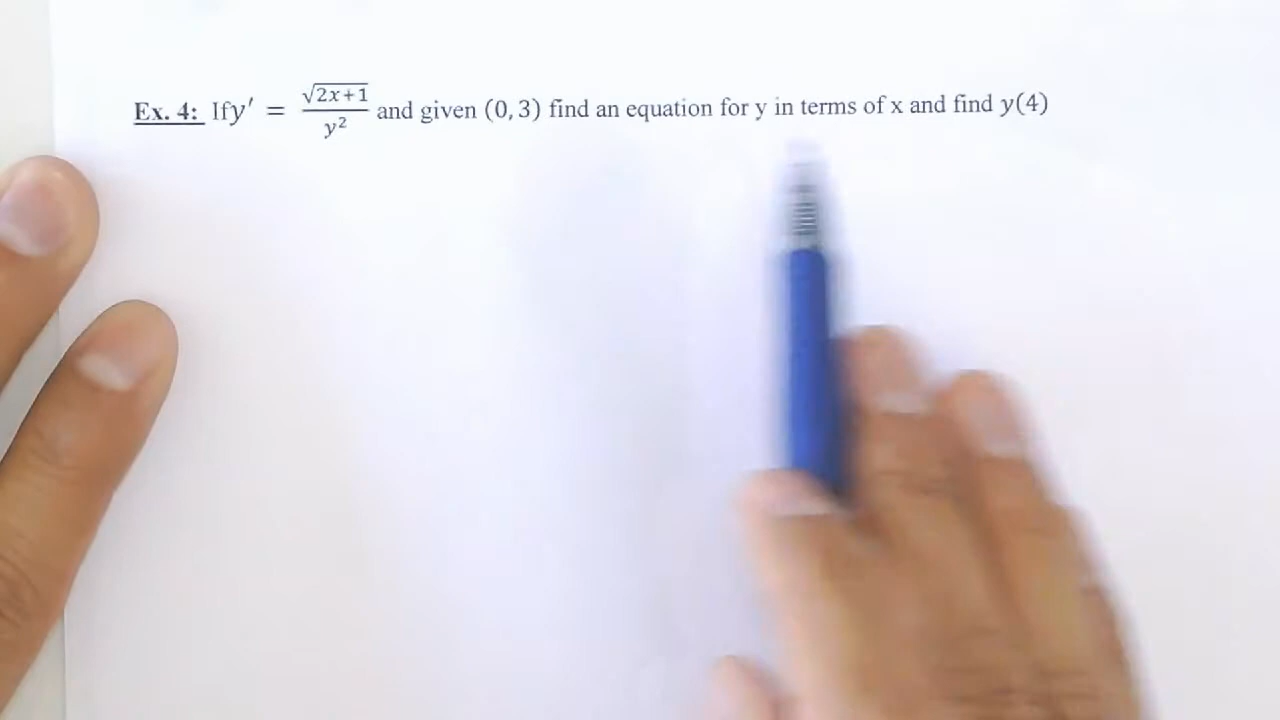 Ex. 4: Ify′ = √(2x+1)/y² and given (0, 3) find an equation for y in terms of x and find y(4)